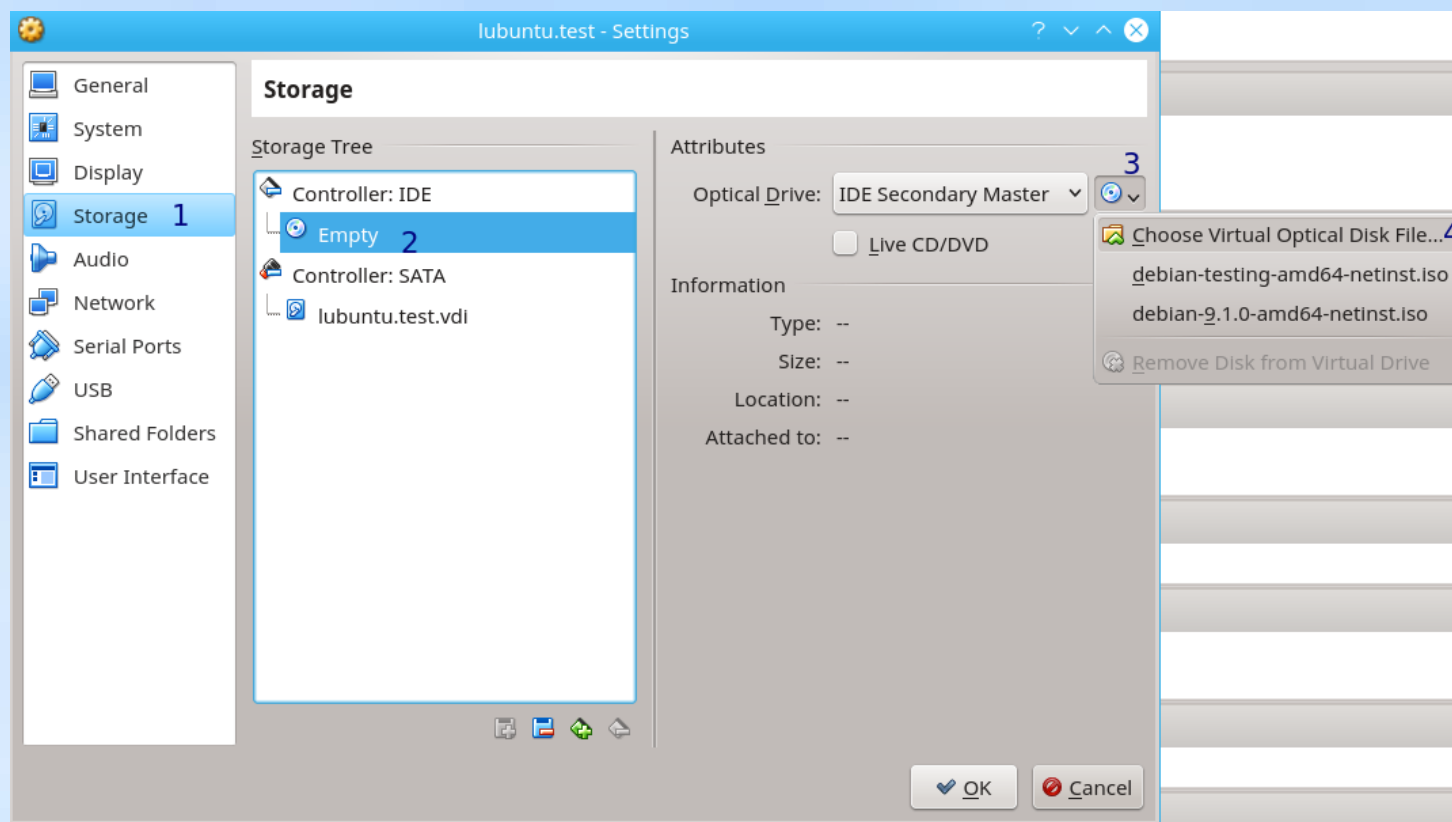 lubuntu.test - Settings
General
System
Display
Storage 1
Audio
Network
Serial Ports
USB
Shared Folders
User Interface
Storage
Storage Tree
Controller: IDE
Empty 2
Controller: SATA
lubuntu.test.vdi
Attributes
3
Optical Drive: IDE Secondary Master
Live CD/DVD
Information
Type: --
Size: --
Location: --
Attached to: --
Choose Virtual Optical Disk File... 4
debian-testing-amd64-netinst.iso
debian-9.1.0-amd64-netinst.iso
Remove Disk from Virtual Drive
OK
Cancel